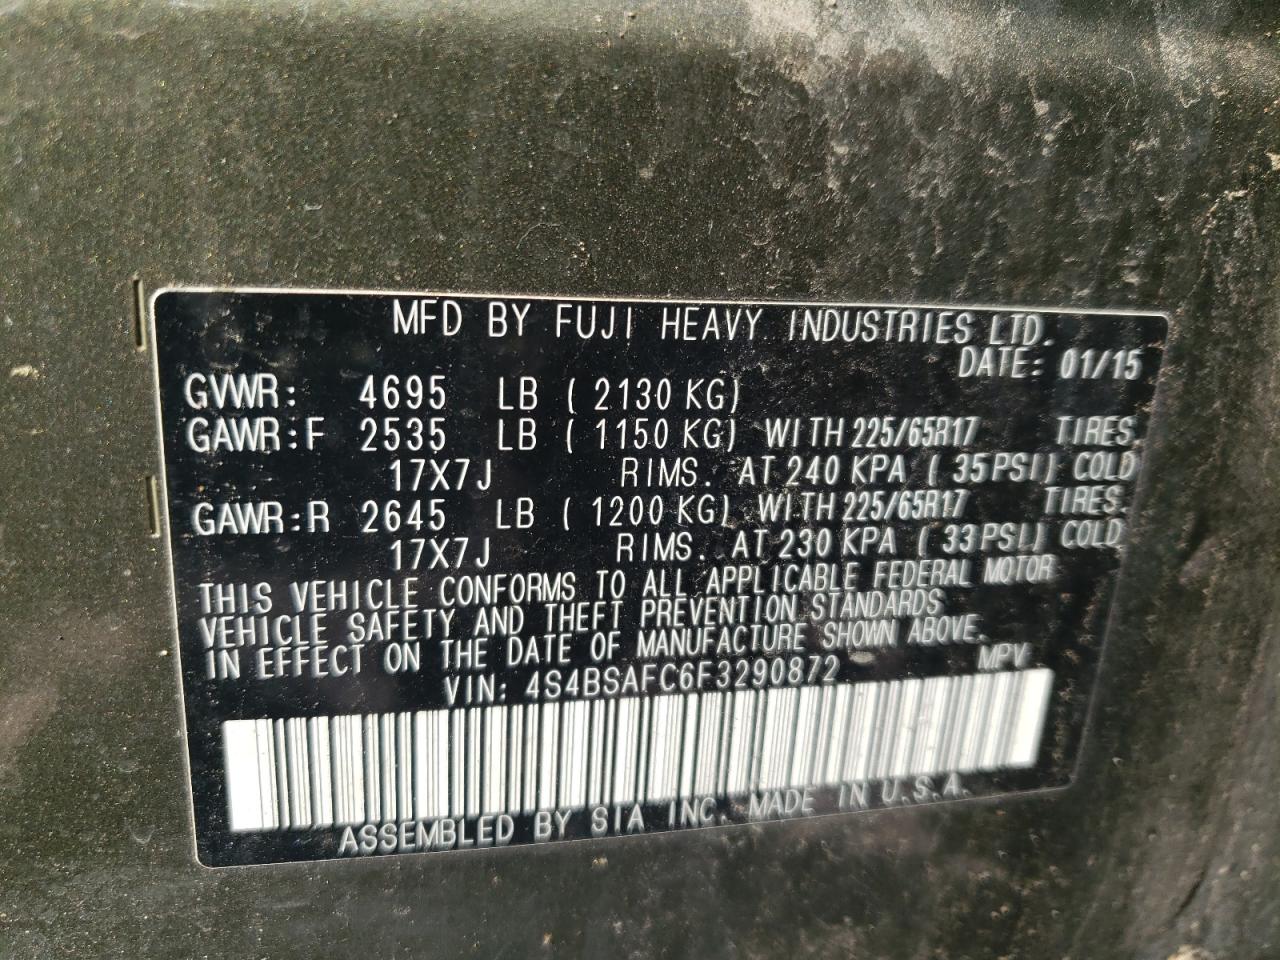 MFD BY FUJI HEAVY INDUSTRIES LTD.
DATE: 01/15
GVWR: 4695 LB ( 2130 KG)
GAWR:F 2535 LB ( 1150 KG) WITH 225/65R17 TIRES,
17X7J RIMS. AT 240 KPA ( 35PSI) COLD
GAWR:R 2645 LB ( 1200 KG) WITH 225/65R17 TIRES,
17X7J RIMS. AT 230 KPA ( 33PSI) COLD
THIS VEHICLE CONFORMS TO ALL APPLICABLE FEDERAL MOTOR
VEHICLE SAFETY AND THEFT PREVENTION STANDARDS
IN EFFECT ON THE DATE OF MANUFACTURE SHOWN ABOVE.
VIN: 4S4BSAFC6F3290872 MPV
ASSEMBLED BY SIA INC. MADE IN U.S.A.